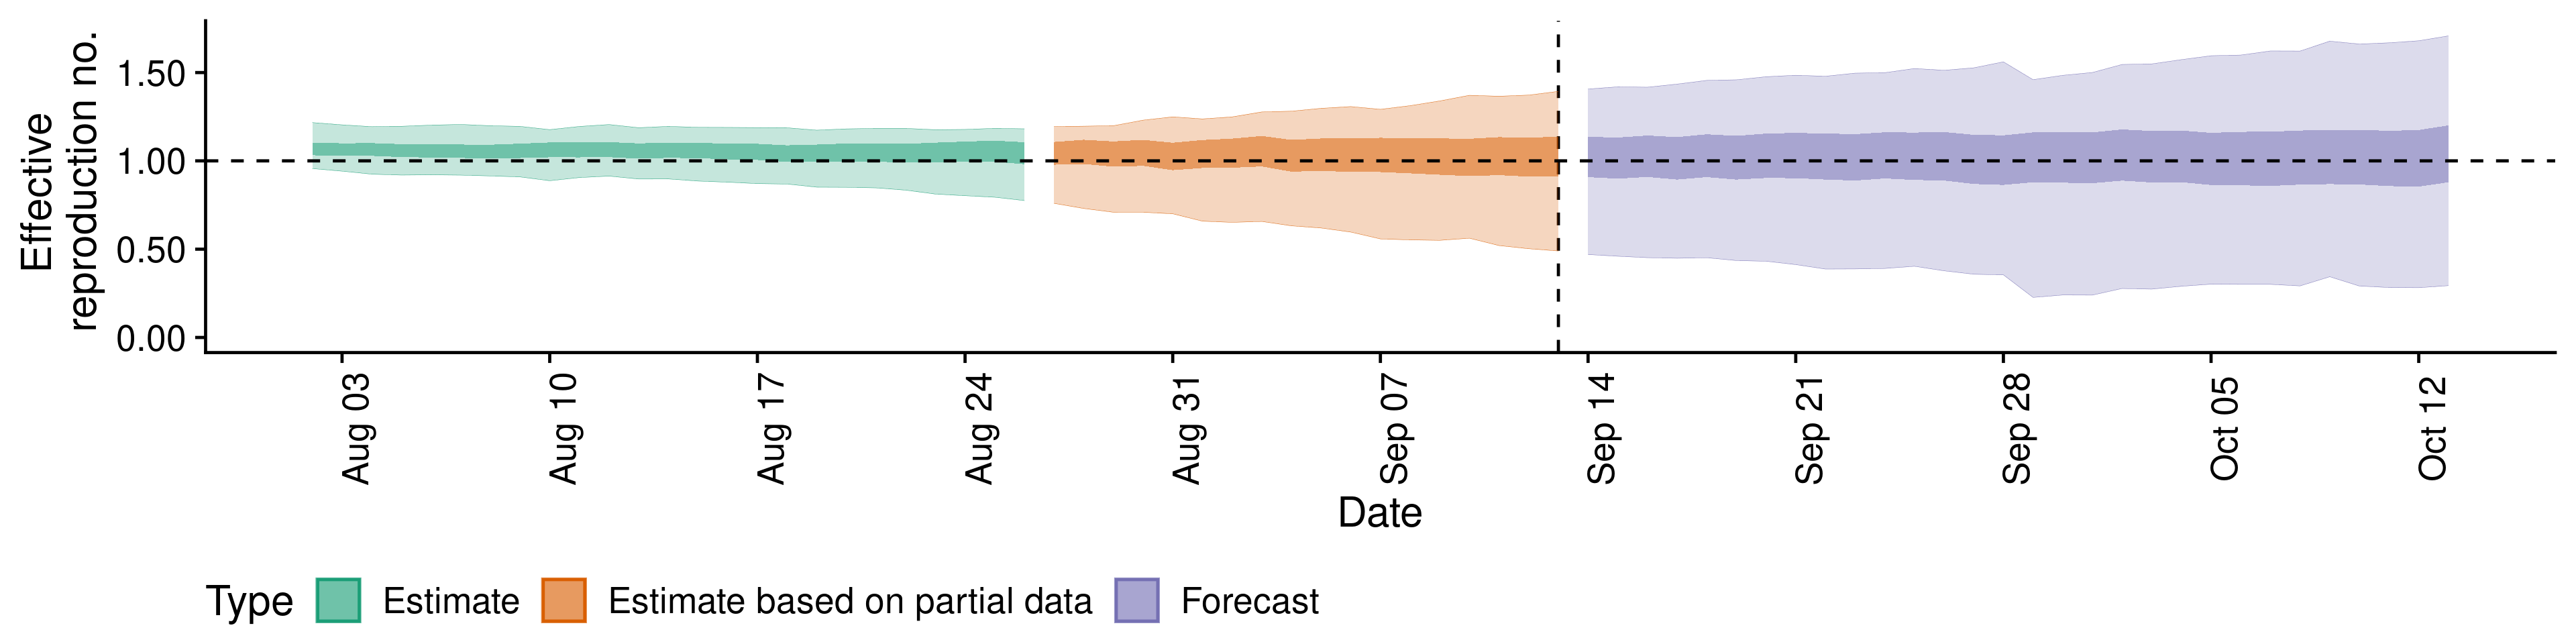 Effective
reproduction no.
1.50
1.00
0.50
0.00
Aug 03
Aug 10
Aug 17
Aug 24
Aug 31
Sep 07
Sep 14
Sep 21
Sep 28
Oct 05
Oct 12
Date
Type Estimate Estimate based on partial data Forecast